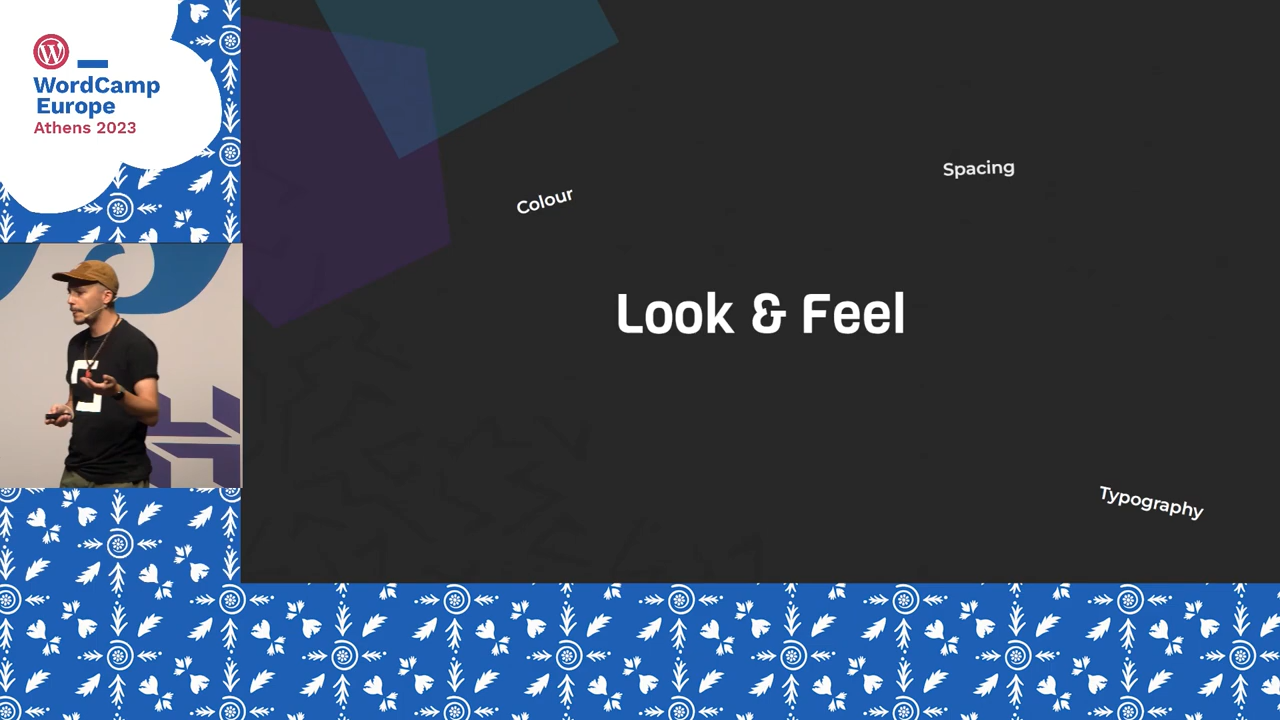 WordCamp
Europe
Athens 2023
Colour
Spacing
Look & Feel
Typography